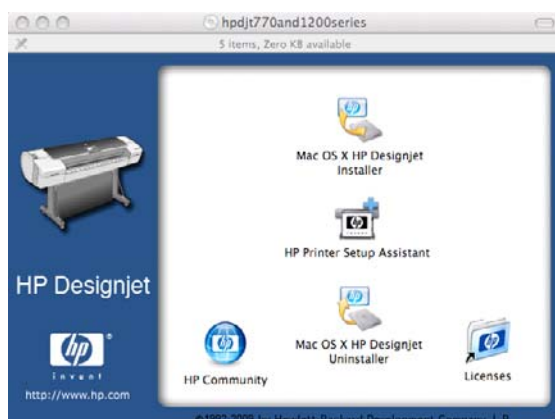 hpdjt770and1200series
5 items, Zero KB available
Mac OS X HP Designjet
Installer
HP Printer Setup Assistant
HP Designjet
hp
invent
http://www.hp.com
Mac OS X HP Designjet
Uninstaller
HP Community
Licenses